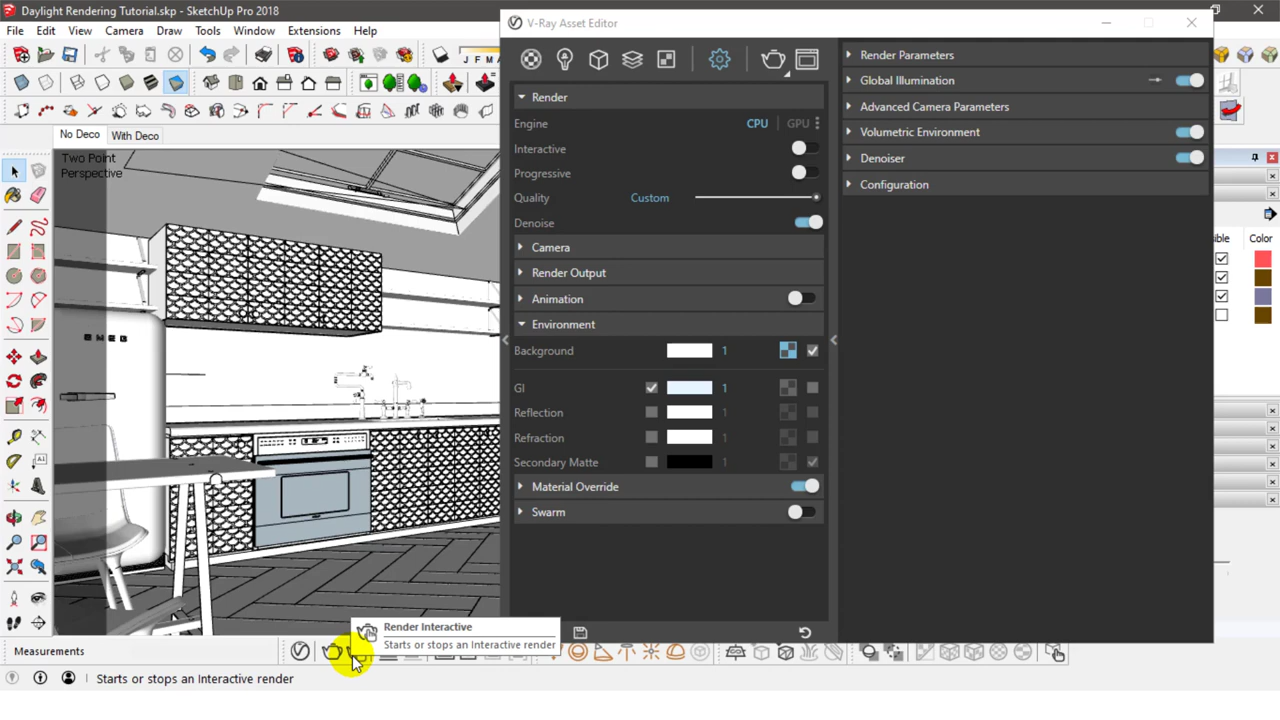 Daylight Rendering Tutorial.skp - SketchUp Pro 2018
File Edit View Camera Draw Tools Window Extensions Help
J F M A
No Deco
With Deco
Two Point
Perspective
SMEG
V-Ray Asset Editor
Render
Engine CPU GPU
Interactive
Progressive
Quality Custom
Denoise
Camera
Render Output
Animation
Environment
Background 1
GI 1
Reflection 1
Refraction 1
Secondary Matte 1
Material Override
Swarm
Render Parameters
Global Illumination
Advanced Camera Parameters
Volumetric Environment
Denoiser
Configuration
ible Color
Render Interactive
Starts or stops an Interactive render
Measurements
Starts or stops an Interactive render